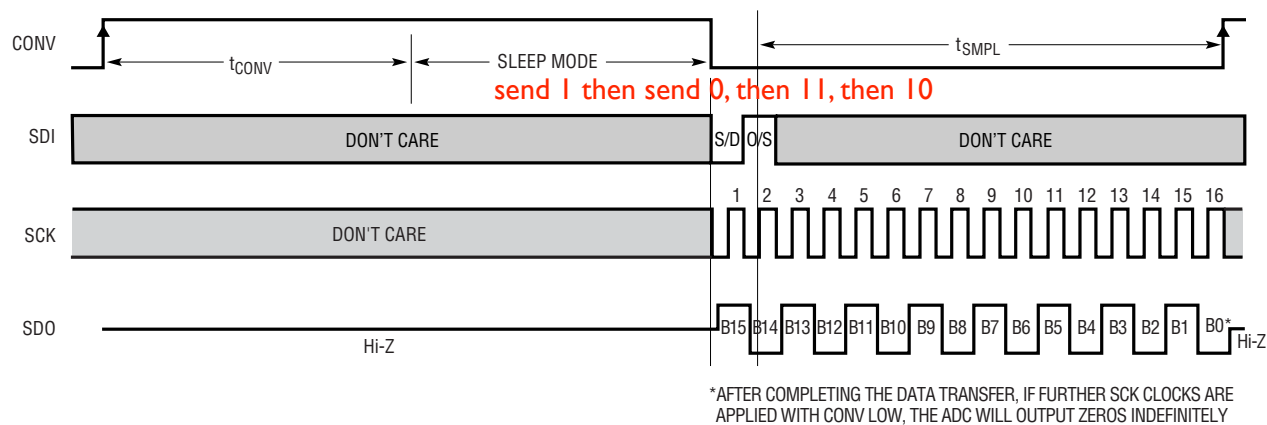 CONV
tCONV
SLEEP MODE
tSMPL
send 1 then send 0, then 11, then 10
SDI
DON'T CARE
S/D
O/S
DON'T CARE
1 2 3 4 5 6 7 8 9 10 11 12 13 14 15 16
SCK
DON'T CARE
SDO
Hi-Z
B15 B14 B13 B12 B11 B10 B9 B8 B7 B6 B5 B4 B3 B2 B1 B0*
Hi-Z
*AFTER COMPLETING THE DATA TRANSFER, IF FURTHER SCK CLOCKS ARE
APPLIED WITH CONV LOW, THE ADC WILL OUTPUT ZEROS INDEFINITELY